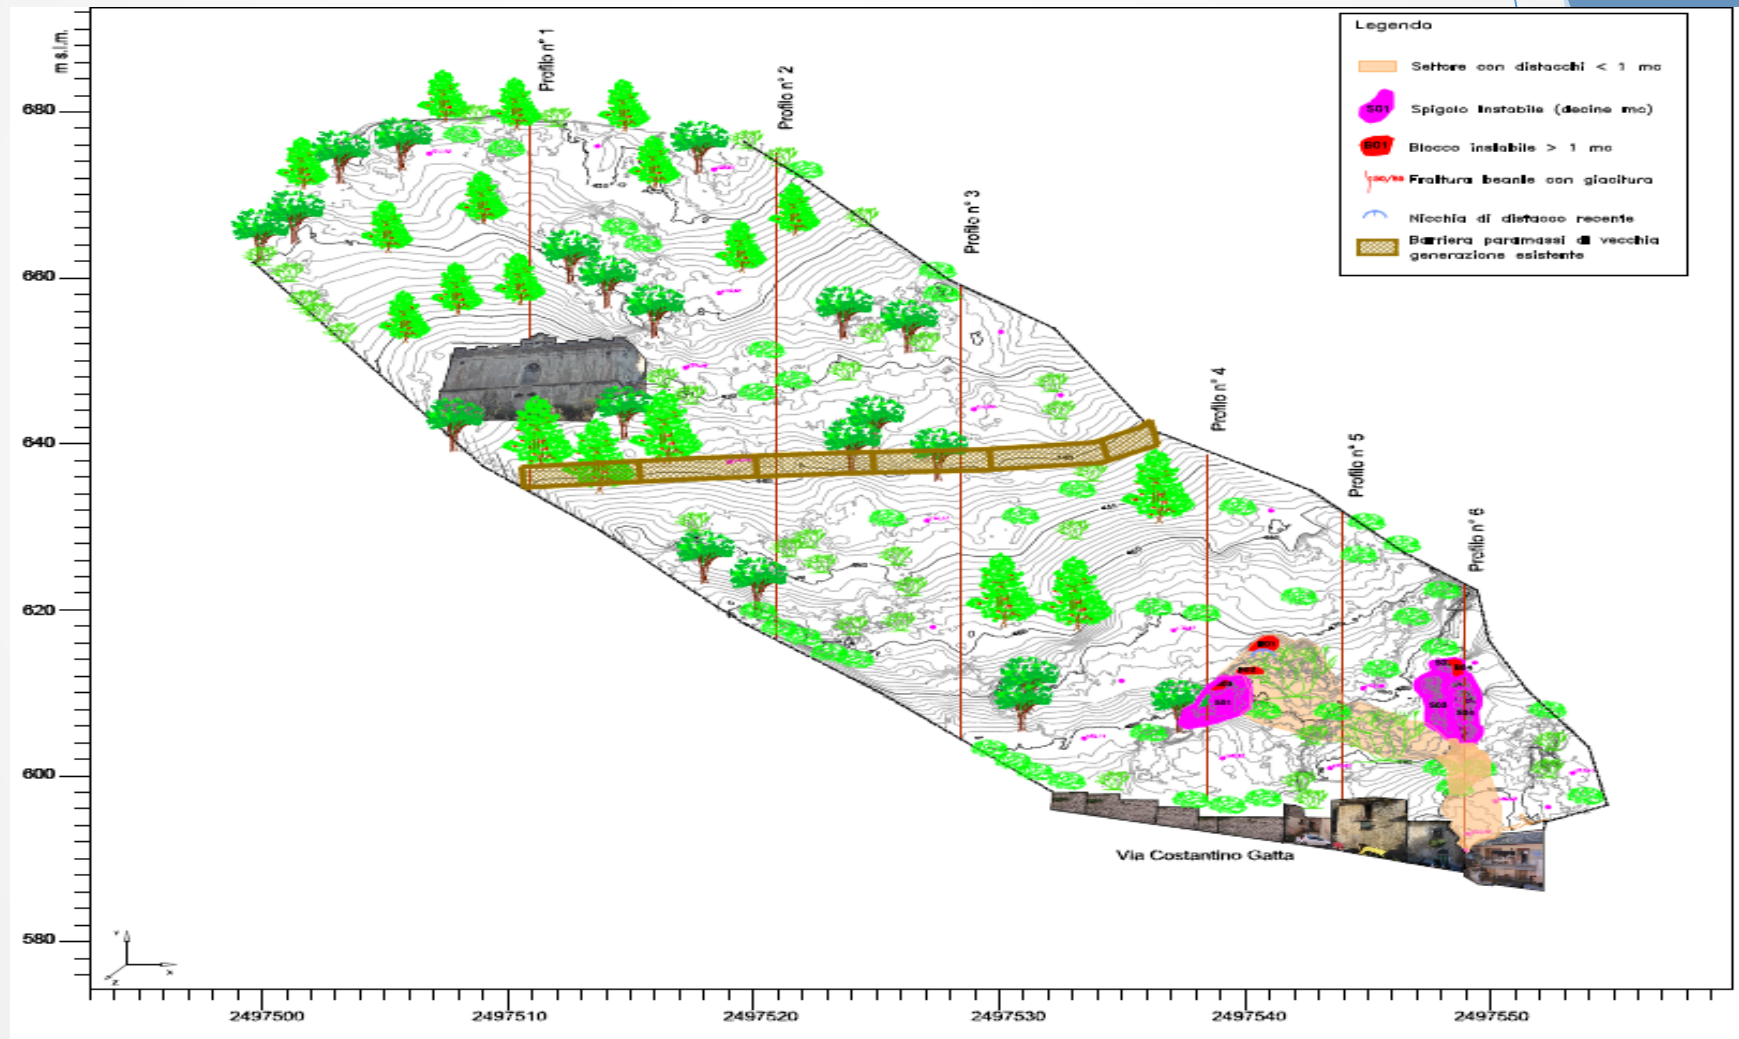 Legenda
Settore con distacchi < 1 mc
S01 Spigolo instabile (decine mc)
B01 Blocco instabile > 1 mc
Frattura beante con giacitura
Nicchia di distacco recente
Barriera paramassi di vecchia
generazione esistente
m s.l.m.
Profilo n° 1
Profilo n° 2
Profilo n° 3
Profilo n° 4
Profilo n° 5
Profilo n° 6
680
660
640
620
600
580
B01
B02
S01
S03
Via Costantino Gatta
Y
X
Z
2497500
2497510
2497520
2497530
2497540
2497550